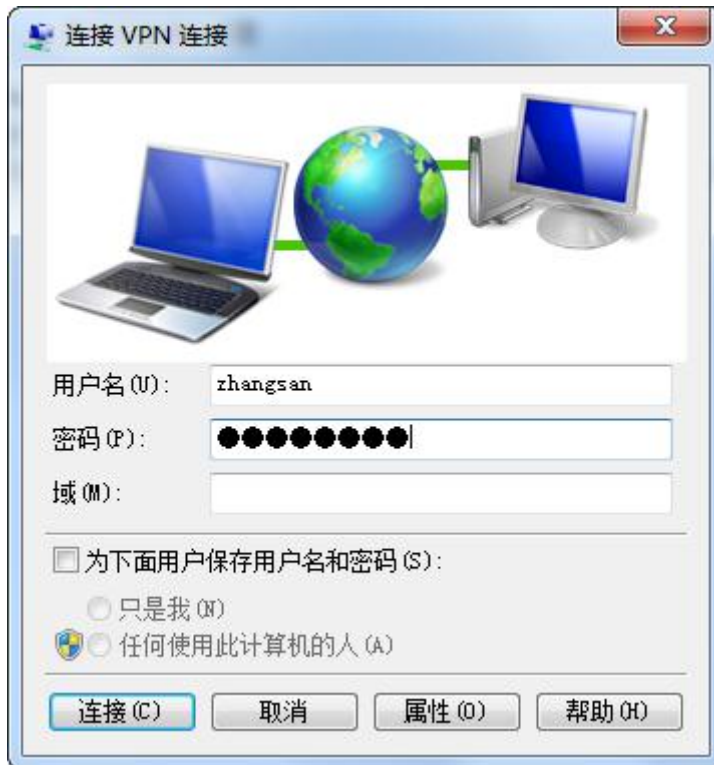 连接 VPN 连接
用户名(U): zhangsan
密码(P): ●●●●●●●●
域(M):
为下面用户保存用户名和密码(S):
只是我(N)
任何使用此计算机的人(A)
连接(C) 取消 属性(O) 帮助(H)